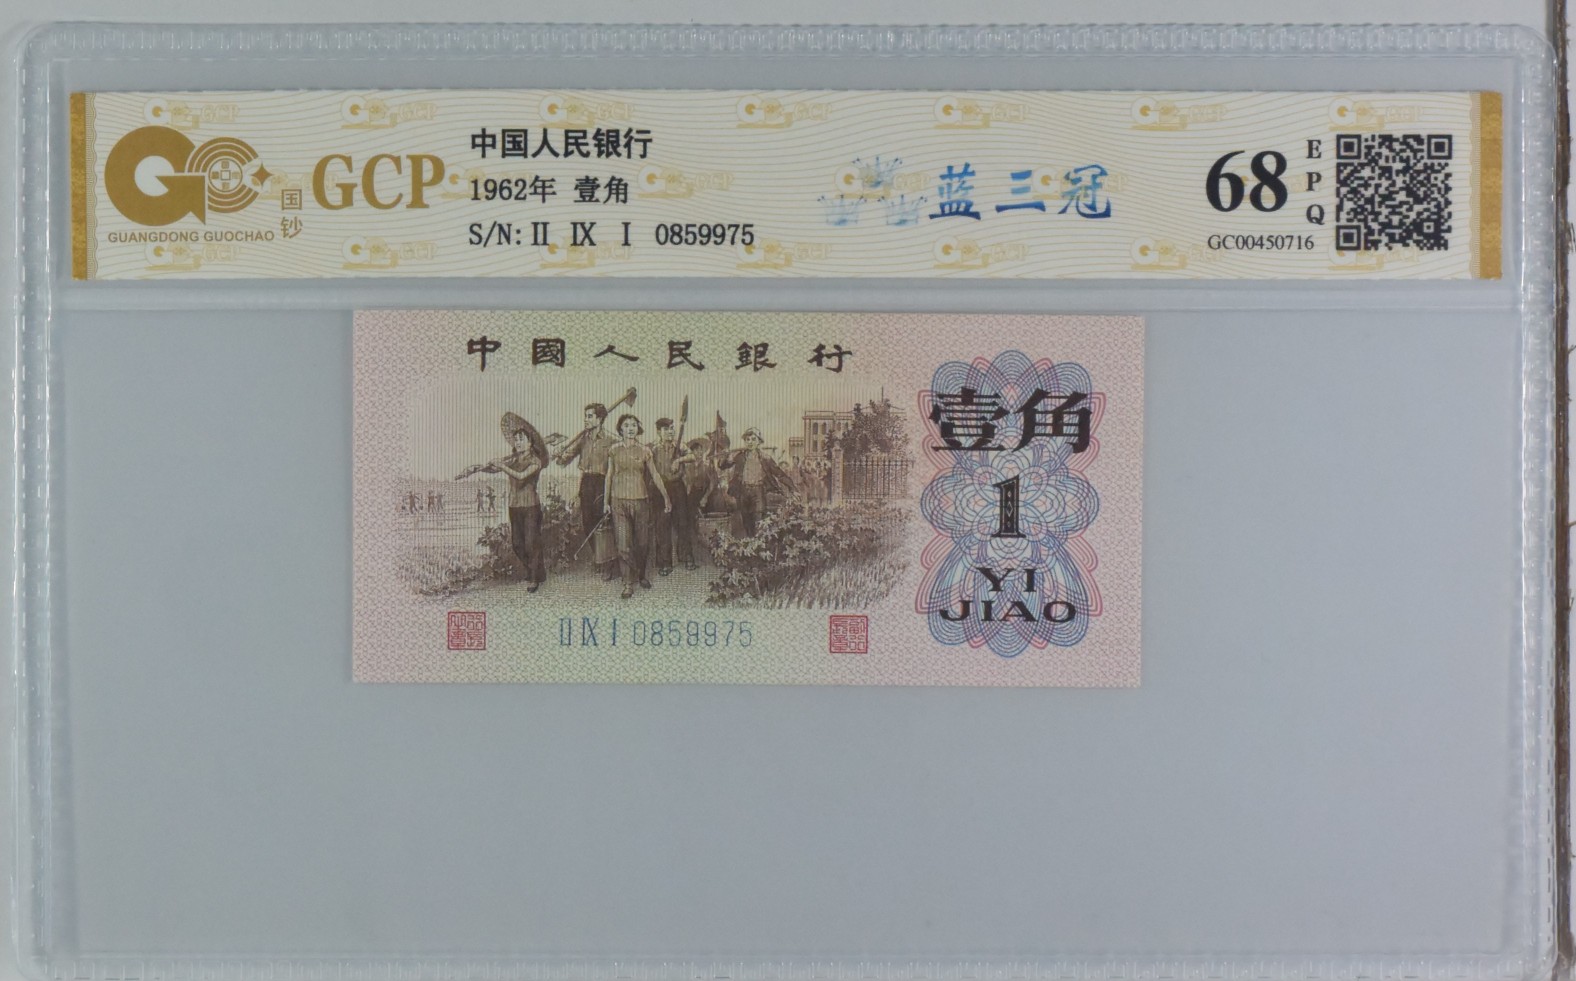 GCP
国钞
GUANGDONG GUOCHAO
中国人民银行
1962年 壹角
S/N: II IX I 0859975
蓝三冠
68
EPQ
GC00450716
中國人民銀行
壹角
1
YI
JIAO
II IX I 0859975